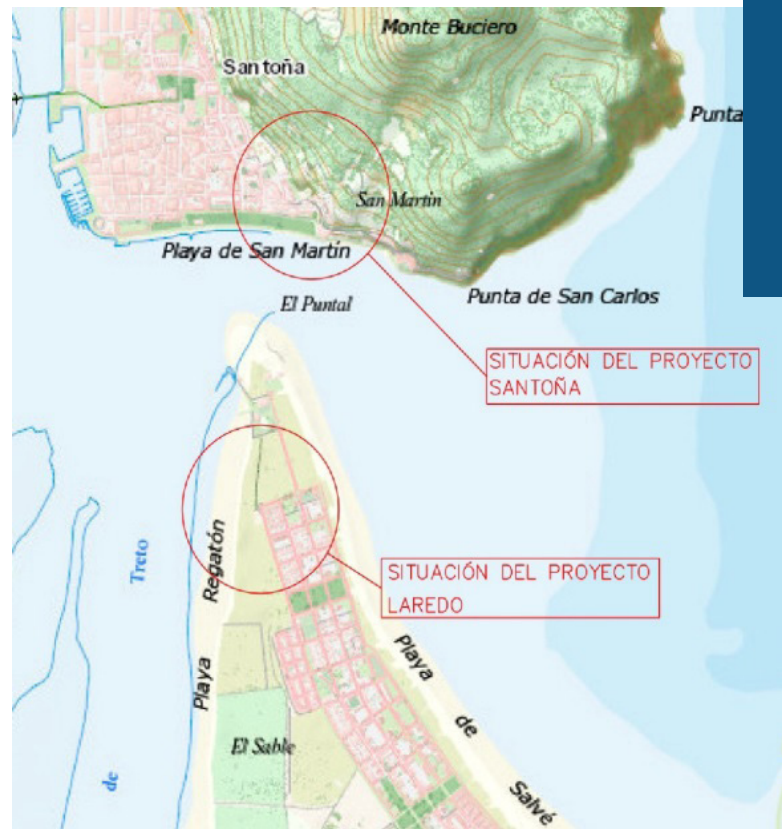 Monte Buciero
Santoña
Punta
San Martín
Playa de San Martín
El Puntal
Punta de San Carlos
SITUACIÓN DEL PROYECTO
SANTOÑA
Regatón
Playa
Treto
de
SITUACIÓN DEL PROYECTO
LAREDO
Playa
de
Salvé
El Sable